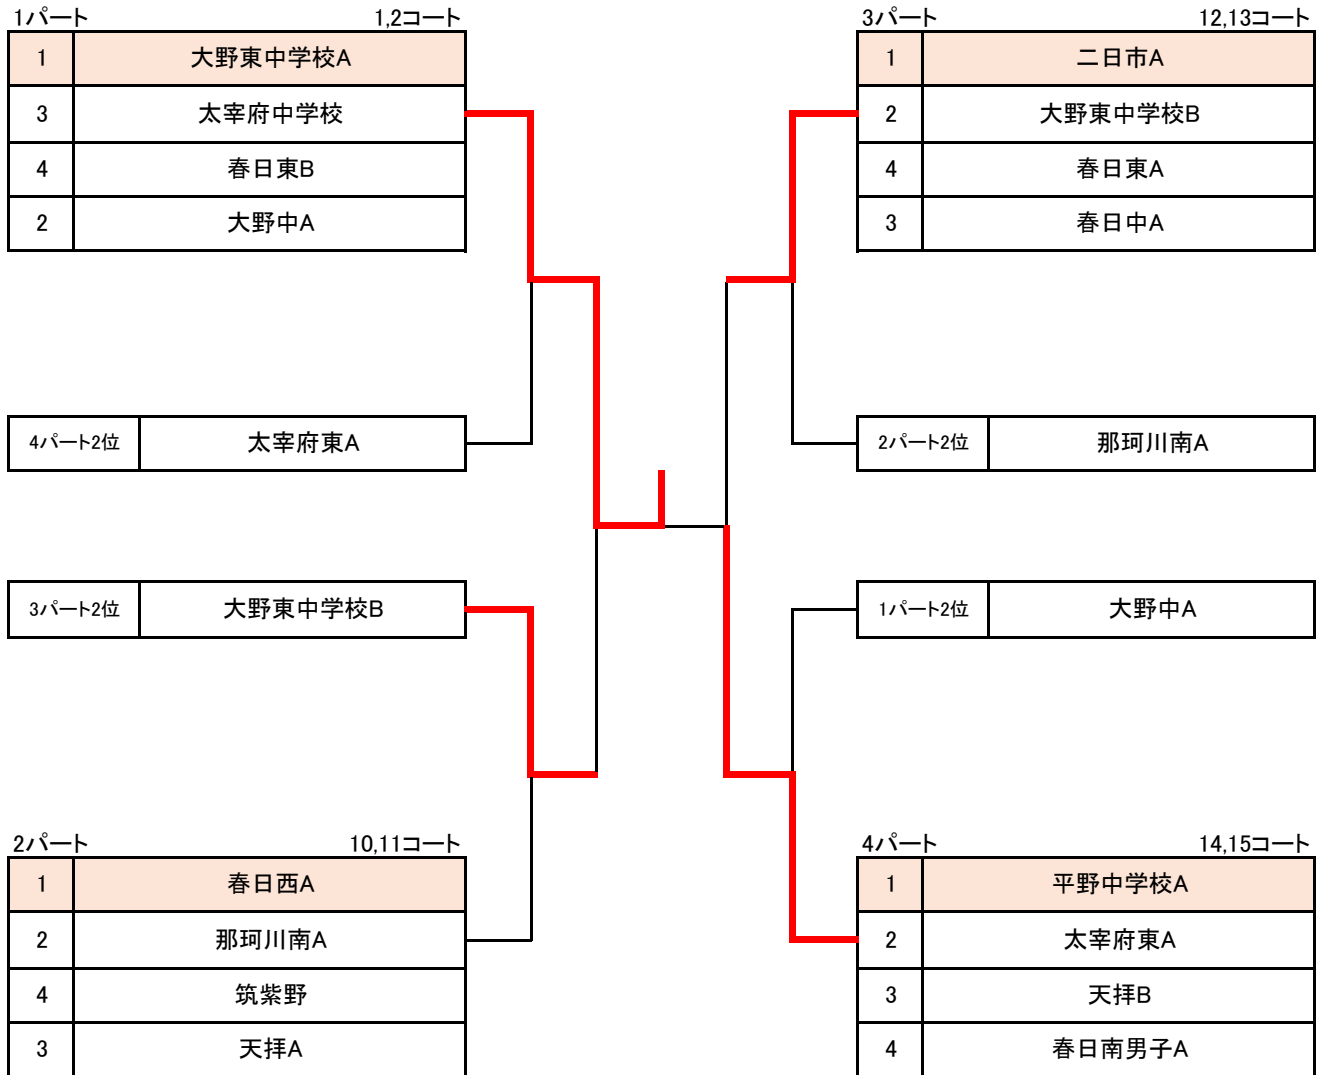 1パート 1,2コート
1 大野東中学校A
3 太宰府中学校
4 春日東B
2 大野中A
4パート2位 太宰府東A
3パート2位 大野東中学校B
2パート 10,11コート
1 春日西A
2 那珂川南A
4 筑紫野
3 天拝A
3パート 12,13コート
1 二日市A
2 大野東中学校B
4 春日東A
3 春日中A
2パート2位 那珂川南A
1パート2位 大野中A
4パート 14,15コート
1 平野中学校A
2 太宰府東A
3 天拝B
4 春日南男子A